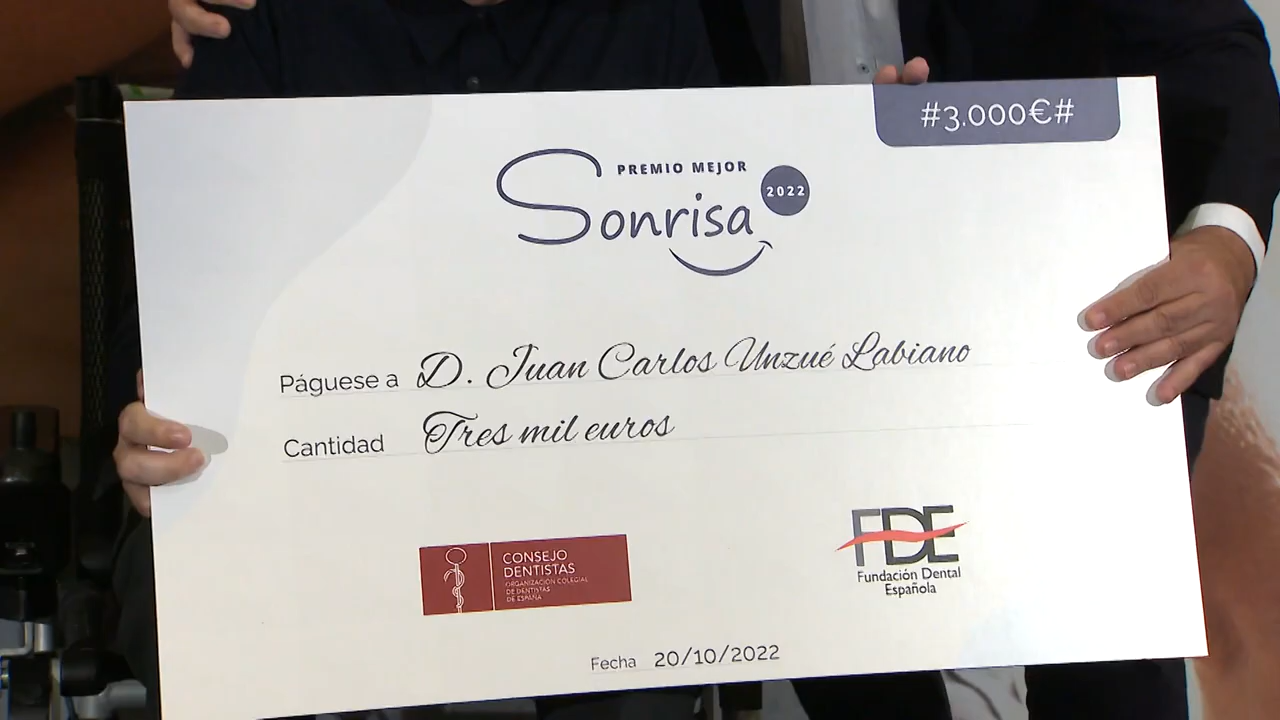 #3.000€#
PREMIO MEJOR
Sonrisa
2022
Páguese a D. Juan Carlos Unzué Labiano
Cantidad Tres mil euros
CONSEJO
DENTISTAS
ORGANIZACIÓN COLEGIAL
DE DENTISTAS
DE ESPAÑA
FDE
Fundación Dental
Española
Fecha 20/10/2022